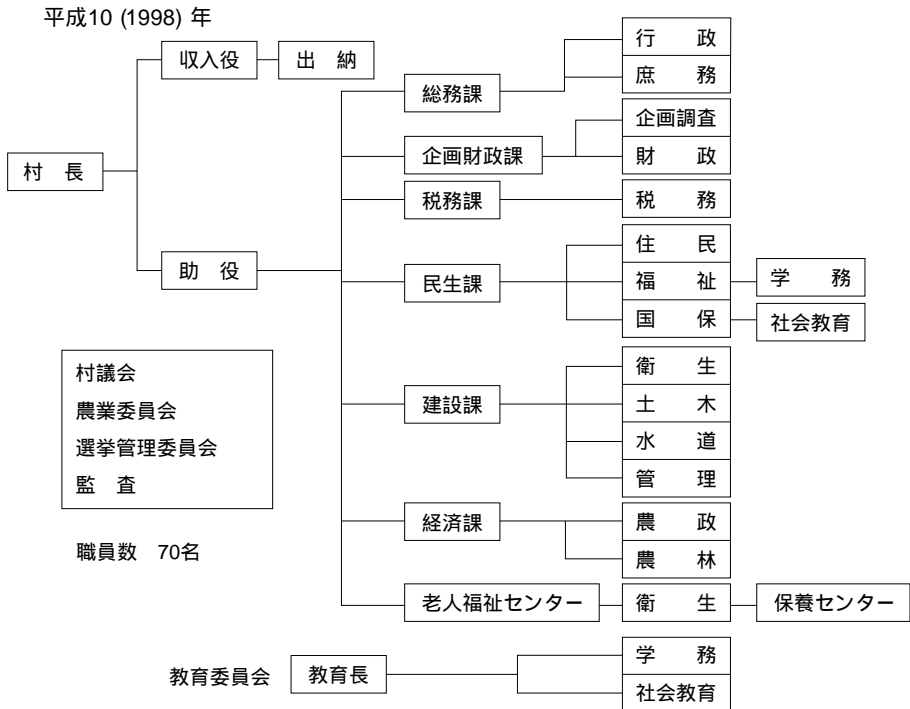 平成10 (1998) 年
村　長
収入役
出　納
助　役
総務課
行　政
庶　務
企画財政課
企画調査
財　政
税務課
税　務
民生課
住　民
福　祉
学　務
国　保
社会教育
建設課
衛　生
土　木
水　道
管　理
経済課
農　政
農　林
老人福祉センター
衛　生
保養センター
村議会
農業委員会
選挙管理委員会
監　査
職員数　70名
教育委員会
教育長
学　務
社会教育